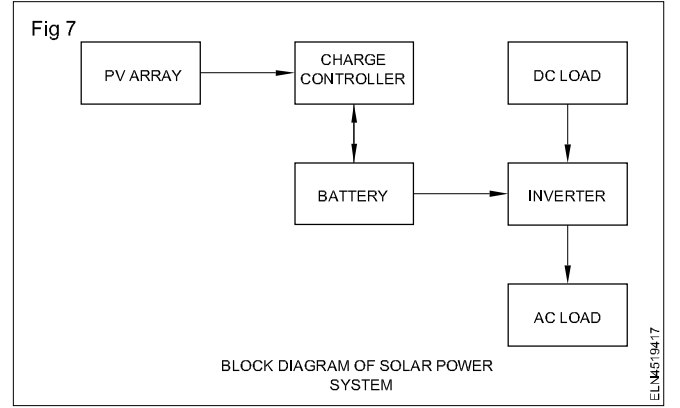 Fig 7
PV ARRAY
CHARGE
CONTROLLER
DC LOAD
BATTERY
INVERTER
AC LOAD
BLOCK DIAGRAM OF SOLAR POWER
SYSTEM
ELN4519417